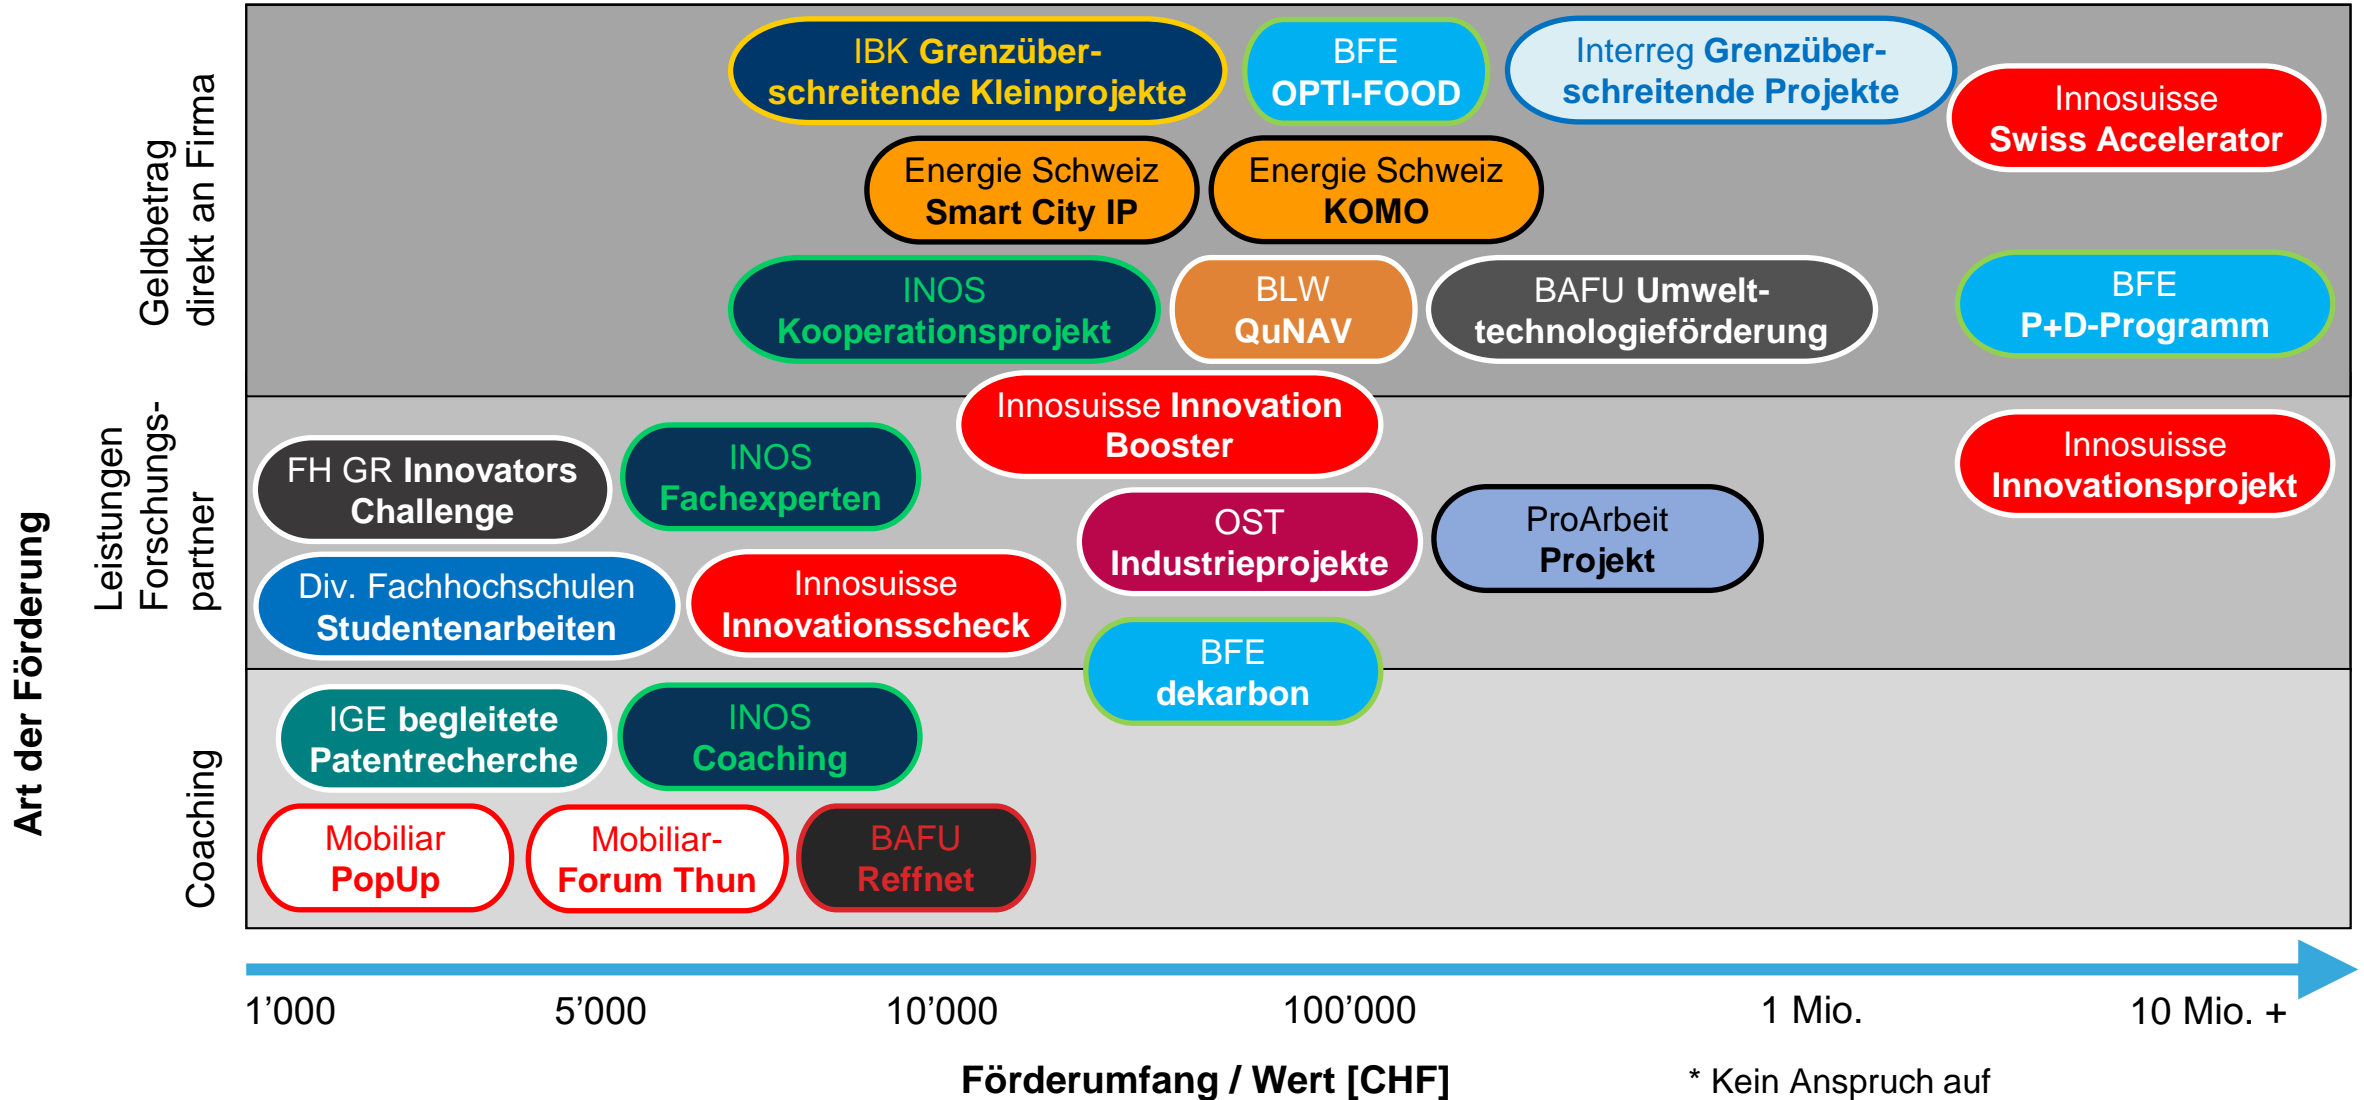 Art der Förderung
Geldbetrag
direkt an Firma
IBK Grenzüber-
schreitende Kleinprojekte
BFE
OPTI-FOOD
Interreg Grenzüber-
schreitende Projekte
Innosuisse
Swiss Accelerator
Energie Schweiz
Smart City IP
Energie Schweiz
KOMO
INOS
Kooperationsprojekt
BLW
QuNAV
BAFU Umwelt-
technologieförderung
BFE
P+D-Programm
Leistungen
Forschungs-
partner
Innosuisse Innovation
Booster
FH GR Innovators
Challenge
INOS
Fachexperten
Innosuisse
Innovationsprojekt
OST
Industrieprojekte
ProArbeit
Projekt
Div. Fachhochschulen
Studentenarbeiten
Innosuisse
Innovationsscheck
BFE
dekarbon
Coaching
IGE begleitete
Patentrecherche
INOS
Coaching
Mobiliar
PopUp
Mobiliar-
Forum Thun
BAFU
Reffnet
1’000 5’000 10’000 100’000 1 Mio. 10 Mio. +
Förderumfang / Wert [CHF]
* Kein Anspruch auf